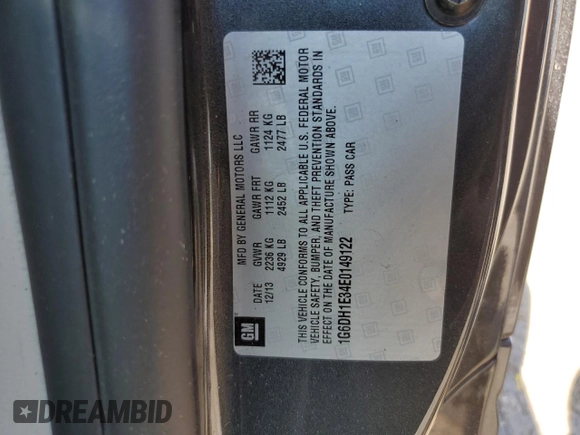 MFD BY GENERAL MOTORS LLC
DATE GVWR GAWR FRT GAWR RR
12/13 2236 KG 1112 KG 1124 KG
4929 LB 2452 LB 2477 LB
THIS VEHICLE CONFORMS TO ALL APPLICABLE U.S. FEDERAL MOTOR
VEHICLE SAFETY, BUMPER, AND THEFT PREVENTION STANDARDS IN
EFFECT ON THE DATE OF MANUFACTURE SHOWN ABOVE.
1G6DH1E34E0149122 TYPE: PASS CAR
GM
DREAMBID